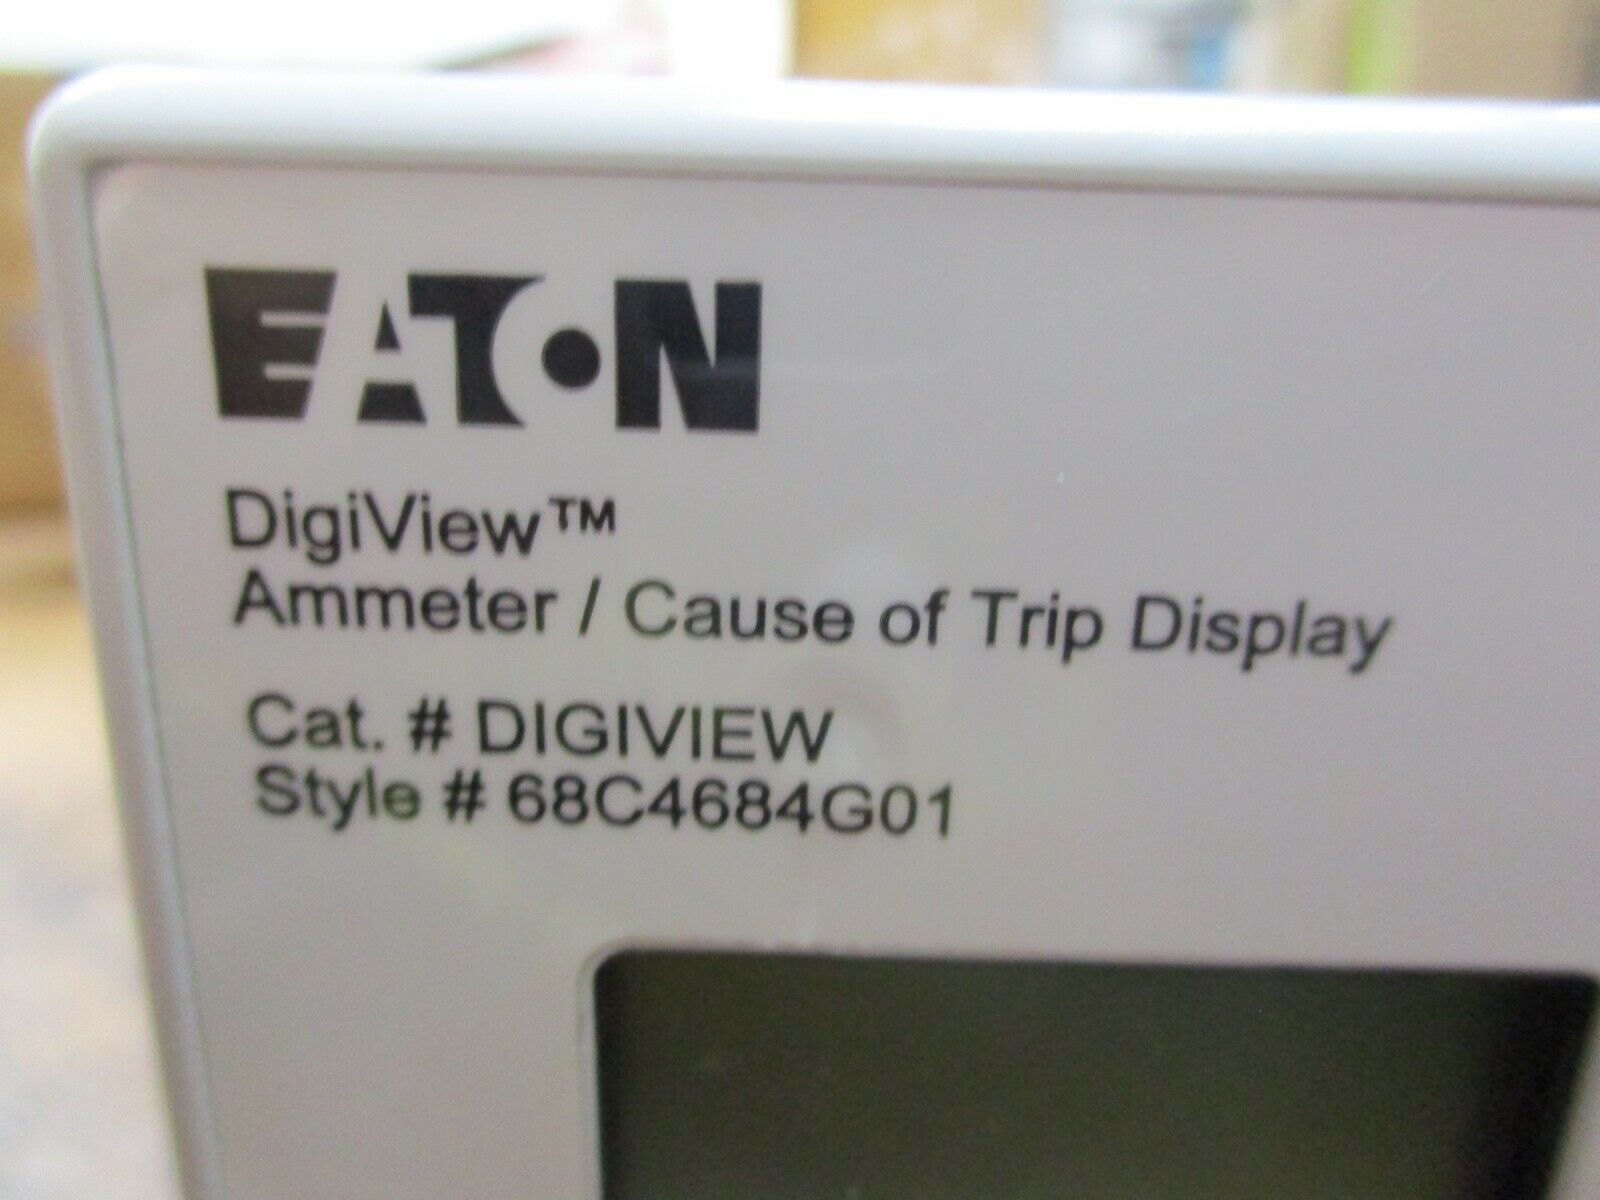 EATON
DigiView™
Ammeter / Cause of Trip Display
Cat. # DIGIVIEW
Style # 68C4684G01